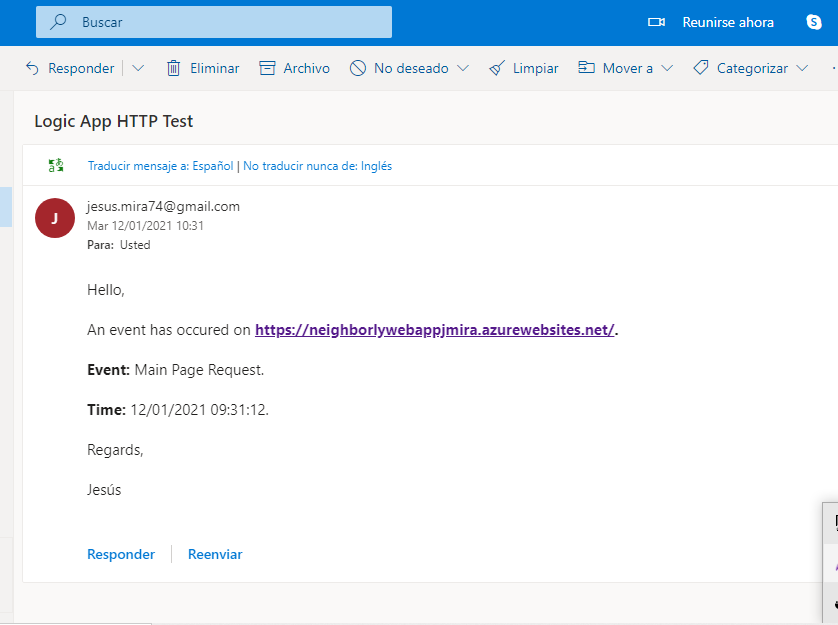 Buscar
Reunirse ahora
S
Responder
Eliminar
Archivo
No deseado
Limpiar
Mover a
Categorizar
Logic App HTTP Test
Traducir mensaje a: Español | No traducir nunca de: Inglés
J
jesus.mira74@gmail.com
Mar 12/01/2021 10:31
Para: Usted
Hello,
An event has occured on https://neighborlywebappjmira.azurewebsites.net/.
Event: Main Page Request.
Time: 12/01/2021 09:31:12.
Regards,
Jesús
Responder
Reenviar